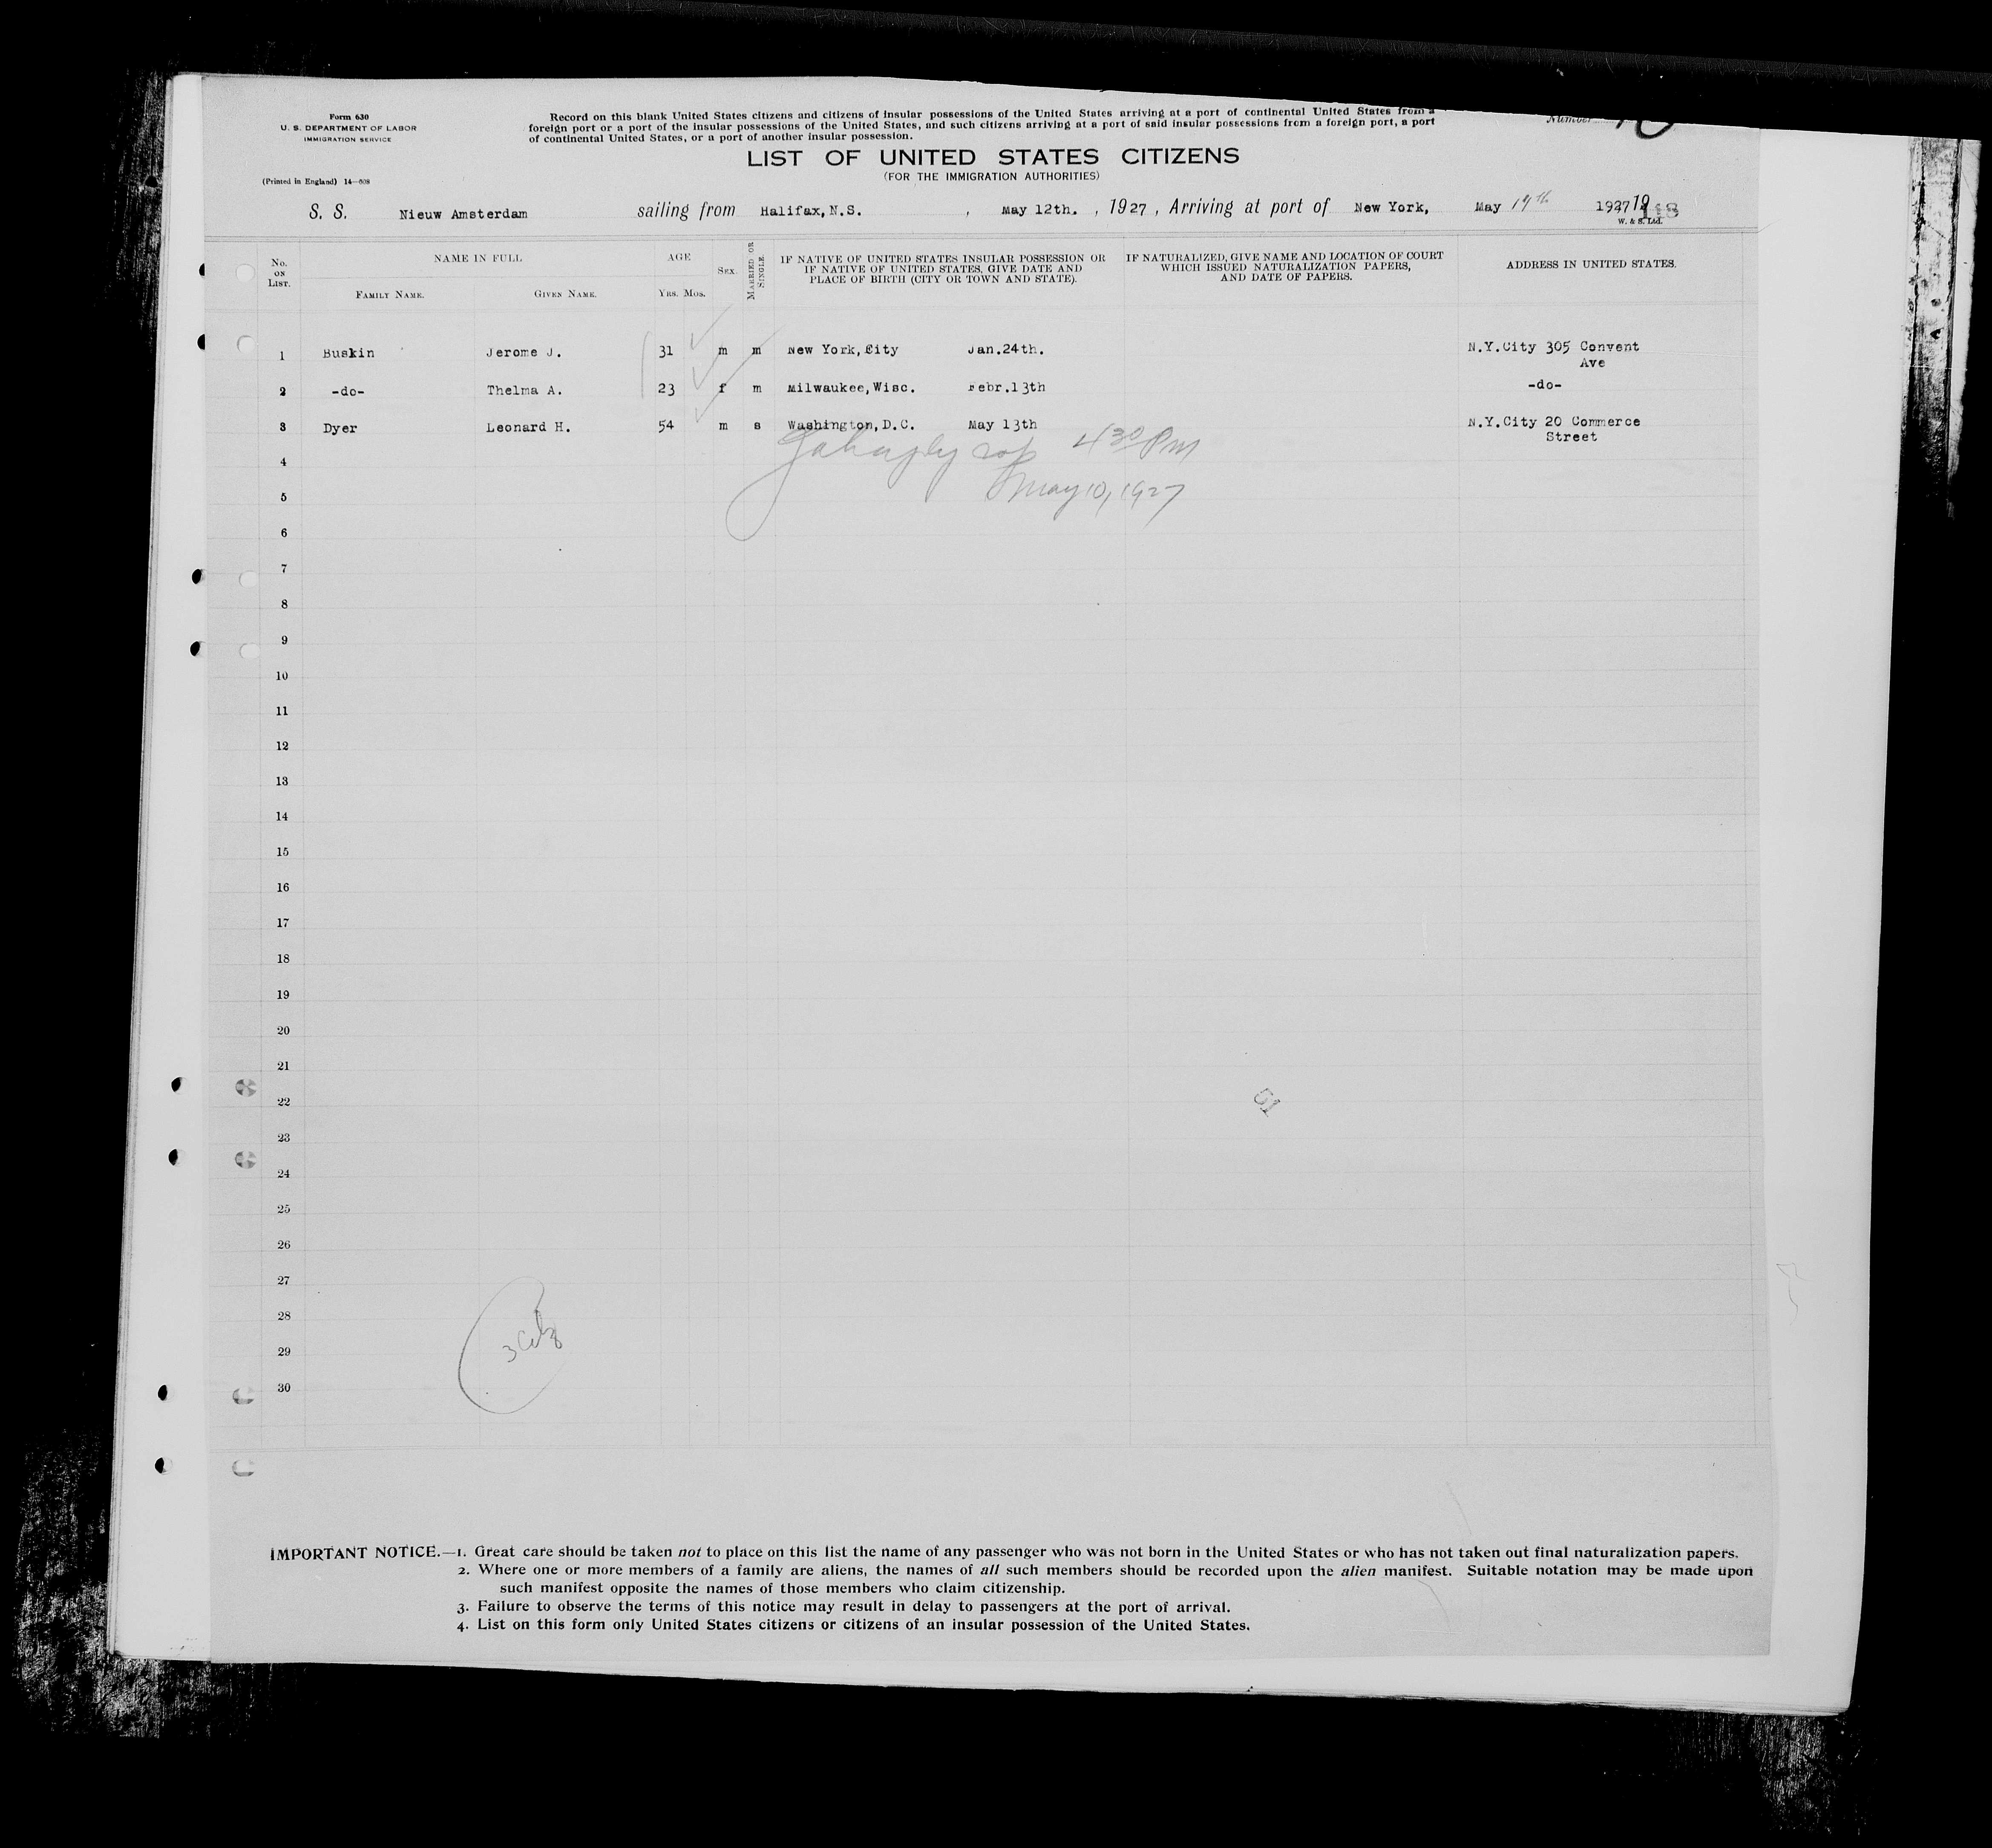 Form 630
U. S. DEPARTMENT OF LABOR
IMMIGRATION SERVICE
(Printed in England) 14—608
Record on this blank United States citizens and citizens of insular possessions of the United States arriving at a port of continental United States from a
foreign port or a port of the insular possessions of the United States, and such citizens arriving at a port of said insular possessions from a foreign port, a port
of continental United States, or a port of another insular possession.
Number
LIST OF UNITED STATES CITIZENS
(FOR THE IMMIGRATION AUTHORITIES)
S. S. Nieuw Amsterdam sailing from Halifax, N.S. , May 12th. , 1927 , Arriving at port of New York, May 14th 1927 19
118
W. & S. Ltd.
No. ON LIST. NAME IN FULL AGE SEX. MARRIED OR SINGLE. IF NATIVE OF UNITED STATES INSULAR POSSESSION OR IF NATIVE OF UNITED STATES, GIVE DATE AND PLACE OF BIRTH (CITY OR TOWN AND STATE). IF NATURALIZED, GIVE NAME AND LOCATION OF COURT WHICH ISSUED NATURALIZATION PAPERS, AND DATE OF PAPERS. ADDRESS IN UNITED STATES.
FAMILY NAME. GIVEN NAME. YRS. MOS.
1 Buskin Jerome J. 31 m m New York, City Jan.24th. N.Y.City 305 Convent
Ave
2 -do- Thelma A. 23 f m Milwaukee, Wisc. Febr.13th -do-
3 Dyer Leonard H. 54 m s Washington, D.C. May 13th N.Y.City 20 Commerce
Street
4 4 30 Pm
5 May 10, 1927
6
7
8
9
10
11
12
13
14
15
16
17
18
19
20
21
22
23
24
25
26
27
28
29
30
IMPORTANT NOTICE.—1. Great care should be taken not to place on this list the name of any passenger who was not born in the United States or who has not taken out final naturalization papers.
2. Where one or more members of a family are aliens, the names of all such members should be recorded upon the alien manifest. Suitable notation may be made upon
such manifest opposite the names of those members who claim citizenship.
3. Failure to observe the terms of this notice may result in delay to passengers at the port of arrival.
4. List on this form only United States citizens or citizens of an insular possession of the United States.